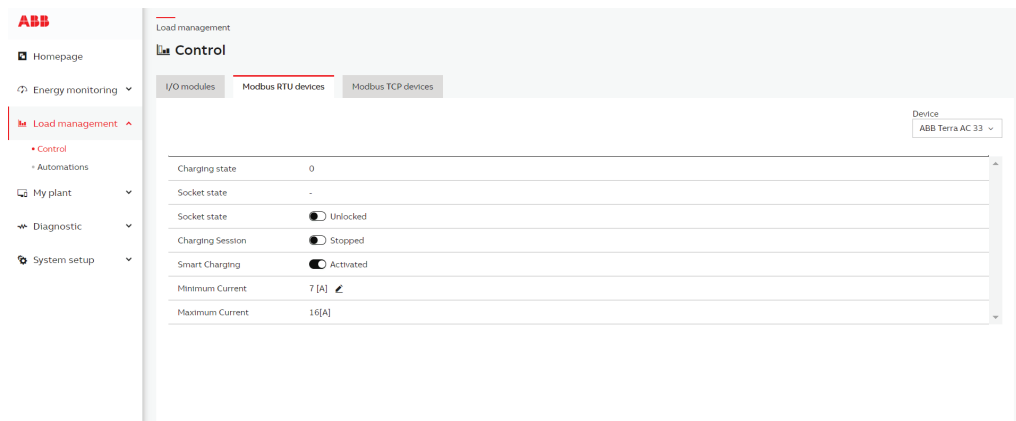 ABB
Homepage
Energy monitoring
Load management
Control
Automations
My plant
Diagnostic
System setup
Load management
Control
I/O modules Modbus RTU devices Modbus TCP devices
Device
ABB Terra AC 33
Charging state 0
Socket state -
Socket state Unlocked
Charging Session Stopped
Smart Charging Activated
Minimum Current 7 [A]
Maximum Current 16[A]